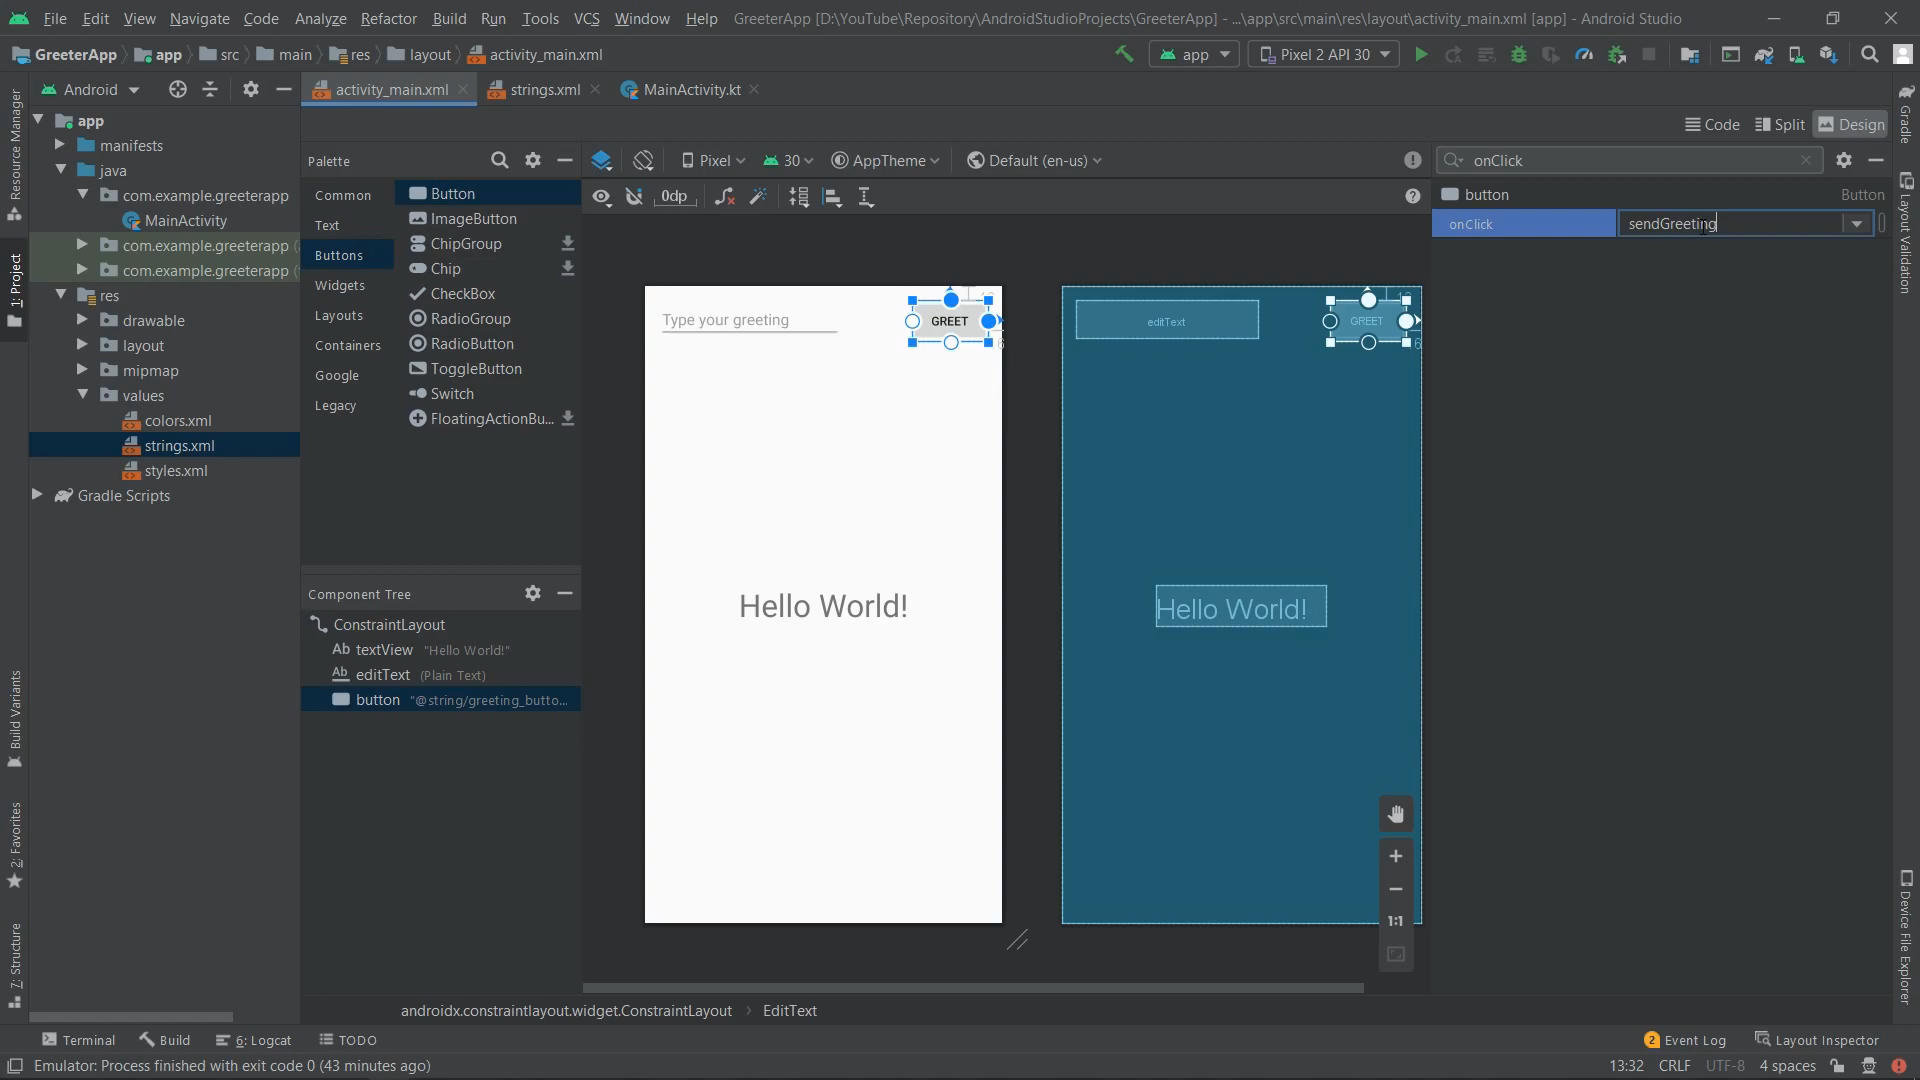 File Edit View Navigate Code Analyze Refactor Build Run Tools VCS Window Help GreeterApp [D:\YouTube\Repository\AndroidStudioProjects\GreeterApp] - ...\app\src\main\res\layout\activity_main.xml [app] - Android Studio
GreeterApp app src main res layout activity_main.xml app Pixel 2 API 30
Android activity_main.xml strings.xml MainActivity.kt
Code Split Design
Resource Manager
1: Project
Build Variants
2: Favorites
7: Structure
app
manifests
java
com.example.greeterapp
MainActivity
com.example.greeterapp
com.example.greeterapp
res
drawable
layout
mipmap
values
colors.xml
strings.xml
styles.xml
Gradle Scripts
Palette
Common
Text
Buttons
Widgets
Layouts
Containers
Google
Legacy
Button
ImageButton
ChipGroup
Chip
CheckBox
RadioGroup
RadioButton
ToggleButton
Switch
FloatingActionBu...
Component Tree
ConstraintLayout
Ab textView "Hello World!"
Ab editText (Plain Text)
button "@string/greeting_butto...
Pixel 30 AppTheme Default (en-us)
0dp
Type your greeting
GREET
Hello World!
editText
GREET
Hello World!
1:1
onClick
button Button
onClick sendGreeting
Gradle
Layout Validation
Device File Explorer
androidx.constraintlayout.widget.ConstraintLayout EditText
Terminal Build 6: Logcat TODO 2 Event Log Layout Inspector
Emulator: Process finished with exit code 0 (43 minutes ago) 13:32 CRLF UTF-8 4 spaces